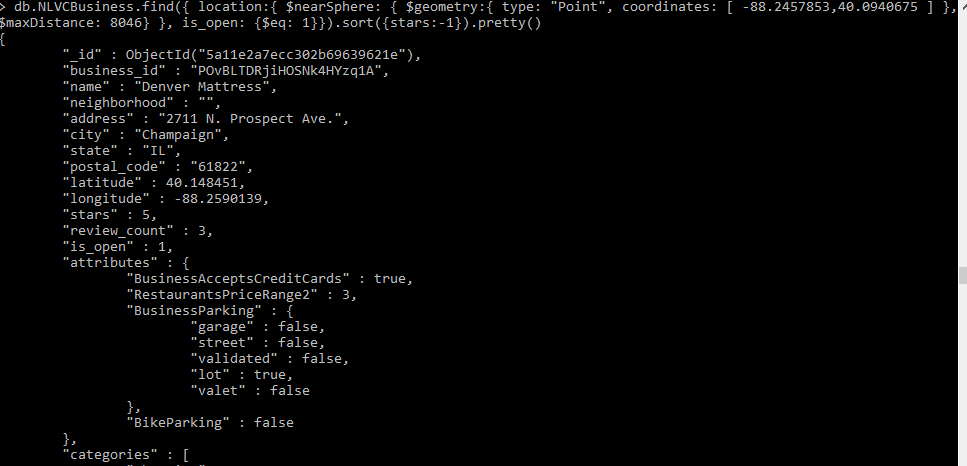 > db.NLVCBusiness.find({ location:{ $nearSphere: { $geometry:{ type: "Point", coordinates: [ -88.2457853,40.0940675 ] },
$maxDistance: 8046} }, is_open: {$eq: 1}}).sort({stars:-1}).pretty()
{
"_id" : ObjectId("5a11e2a7ecc302b69639621e"),
"business_id" : "POvBLTDRjiHOSNk4HYzq1A",
"name" : "Denver Mattress",
"neighborhood" : "",
"address" : "2711 N. Prospect Ave.",
"city" : "Champaign",
"state" : "IL",
"postal_code" : "61822",
"latitude" : 40.148451,
"longitude" : -88.2590139,
"stars" : 5,
"review_count" : 3,
"is_open" : 1,
"attributes" : {
"BusinessAcceptsCreditCards" : true,
"RestaurantsPriceRange2" : 3,
"BusinessParking" : {
"garage" : false,
"street" : false,
"validated" : false,
"lot" : true,
"valet" : false
},
"BikeParking" : false
},
"categories" : [